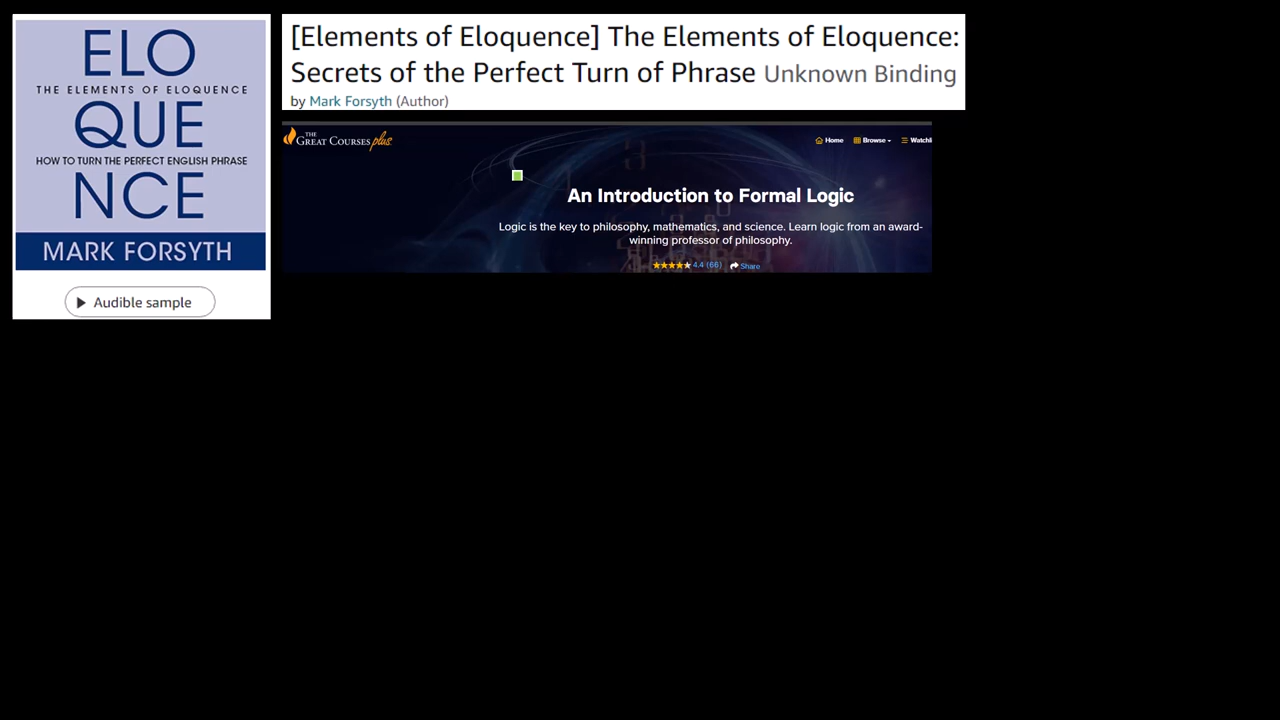 ELO
THE ELEMENTS OF ELOQUENCE
QUE
HOW TO TURN THE PERFECT ENGLISH PHRASE
NCE
MARK FORSYTH
Audible sample
[Elements of Eloquence] The Elements of Eloquence:
Secrets of the Perfect Turn of Phrase Unknown Binding
by Mark Forsyth (Author)
THE
GREAT COURSES plus
Home Browse Watchli
An Introduction to Formal Logic
Logic is the key to philosophy, mathematics, and science. Learn logic from an award-
winning professor of philosophy.
4.4 (66) Share